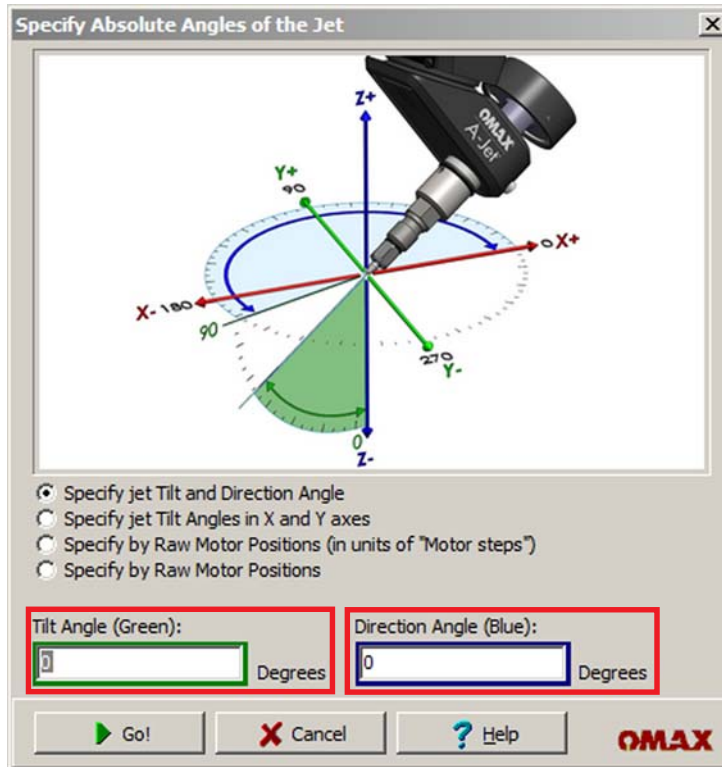 Specify Absolute Angles of the Jet
Z+
OMAX
A-Jet
Y+
90
0 X+
X- 180
90
270
Y-
0
Z-
Specify jet Tilt and Direction Angle
Specify jet Tilt Angles in X and Y axes
Specify by Raw Motor Positions (in units of "Motor steps")
Specify by Raw Motor Positions
Tilt Angle (Green): Direction Angle (Blue):
0 Degrees 0 Degrees
Go! Cancel ? Help OMAX